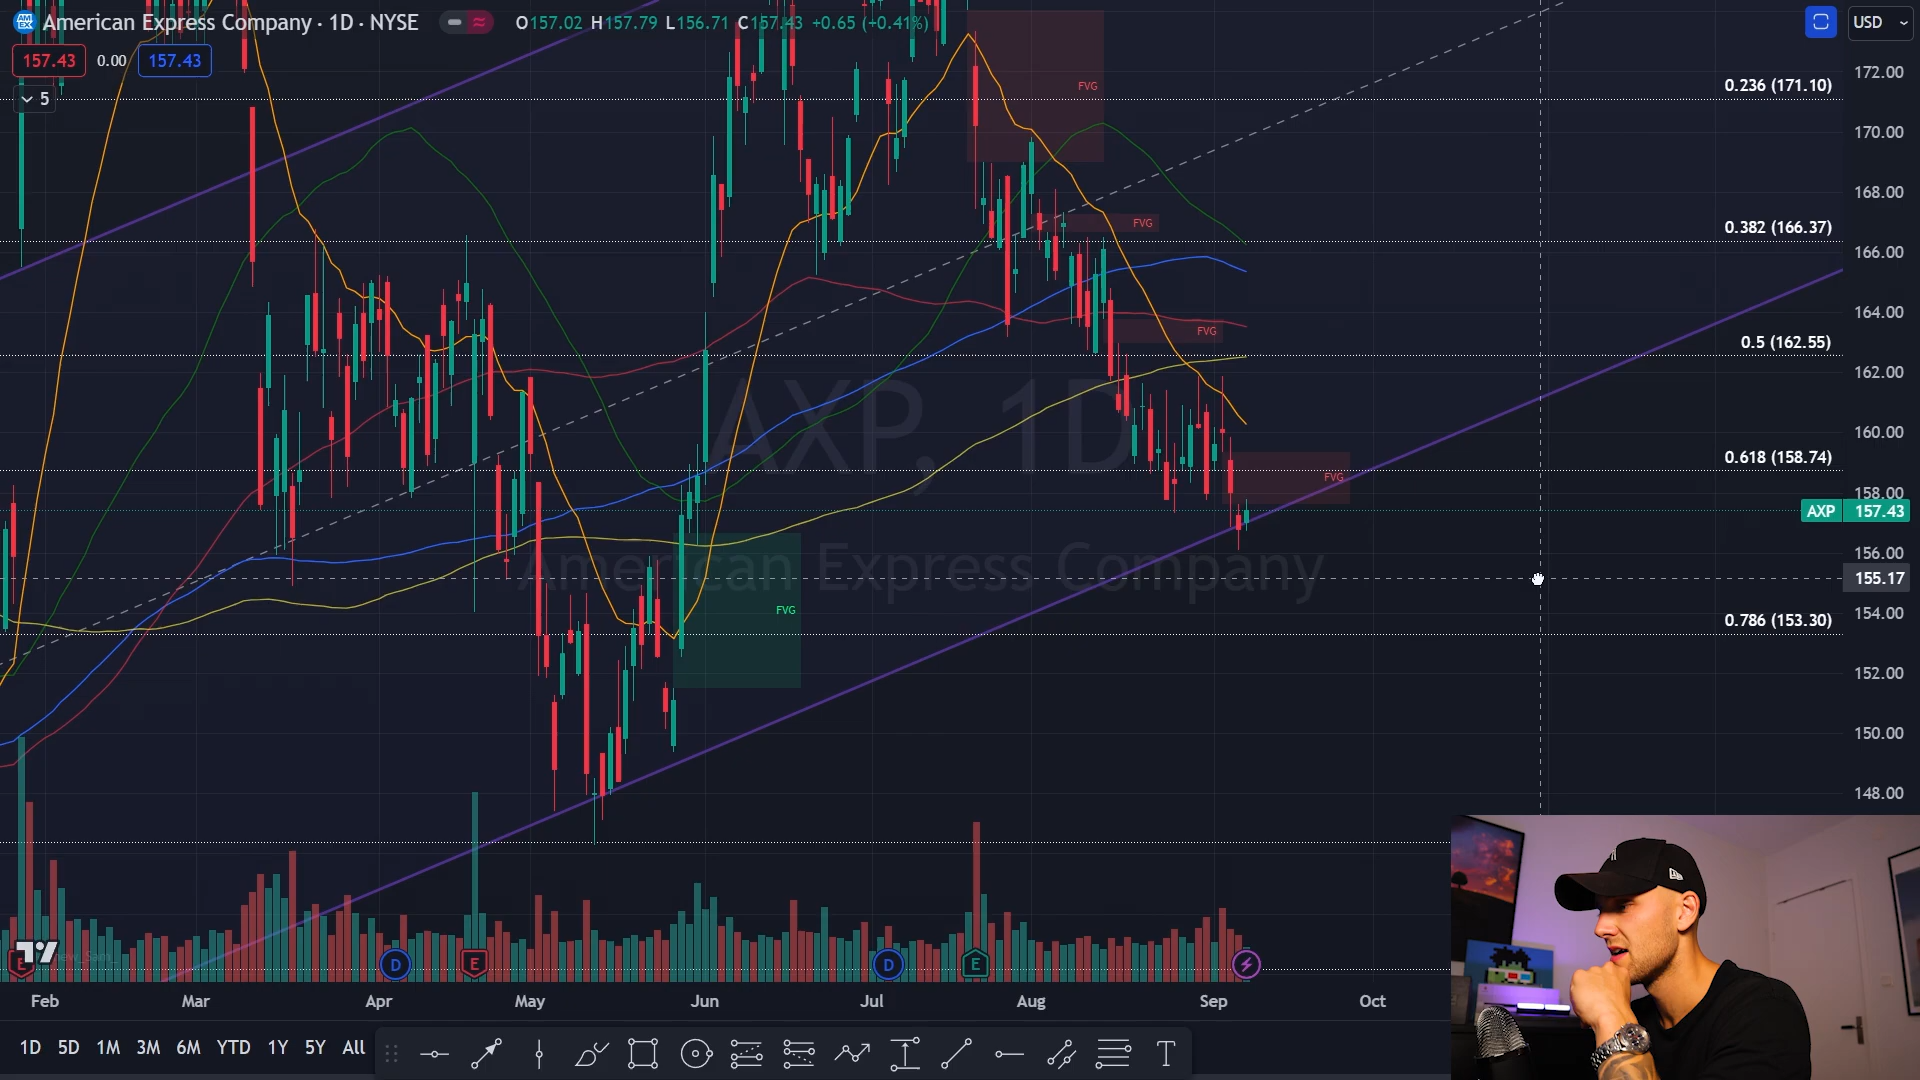 American Express Company · 1D · NYSE
O157.02 H157.79 L156.71 C157.43 +0.65 (+0.41%)
USD
157.43 0.00 157.43
5
172.00
170.00
168.00
166.00
164.00
162.00
160.00
158.00
156.00
154.00
152.00
150.00
148.00
0.236 (171.10)
0.382 (166.37)
0.5 (162.55)
0.618 (158.74)
0.786 (153.30)
AXP 157.43
155.17
FVG
FVG
FVG
FVG
FVG
AXP, 1D
American Express Company
E
D
E
D
E
Feb Mar Apr May Jun Jul Aug Sep Oct
1D 5D 1M 3M 6M YTD 1Y 5Y All
T